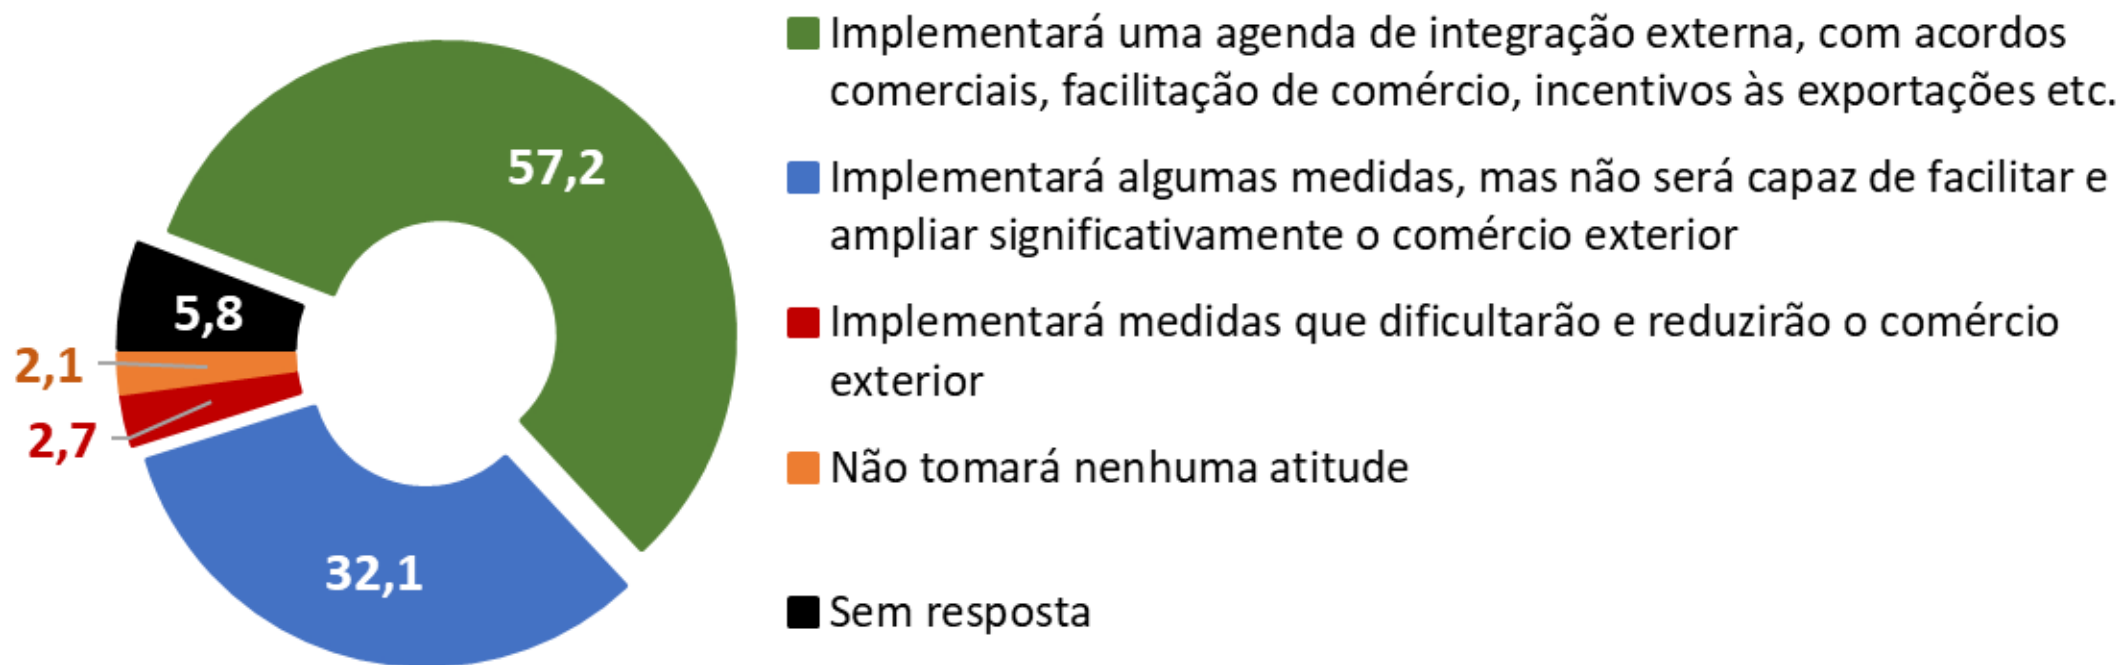 57,2
5,8
2,1
2,7
32,1
Implementará uma agenda de integração externa, com acordos
comerciais, facilitação de comércio, incentivos às exportações etc.
Implementará algumas medidas, mas não será capaz de facilitar e
ampliar significativamente o comércio exterior
Implementará medidas que dificultarão e reduzirão o comércio
exterior
Não tomará nenhuma atitude
Sem resposta